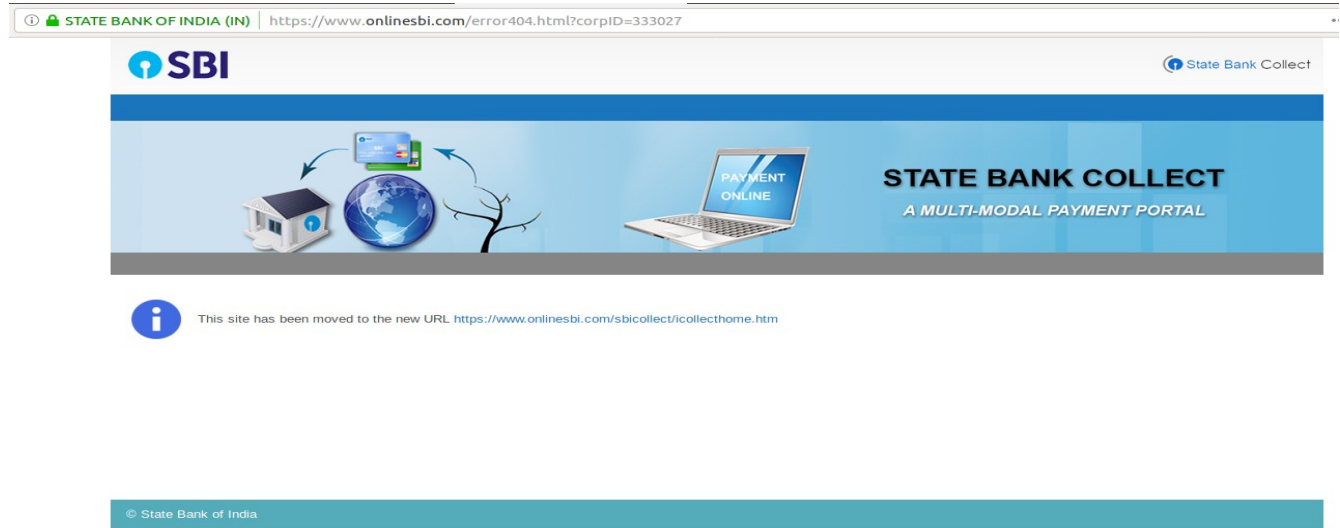 STATE BANK OF INDIA (IN) https://www.onlinesbi.com/error404.html?corpID=333027
SBI
State Bank Collect
PAYMENT
ONLINE
STATE BANK COLLECT
A MULTI-MODAL PAYMENT PORTAL
This site has been moved to the new URL https://www.onlinesbi.com/sbicollect/icollecthome.htm
© State Bank of India